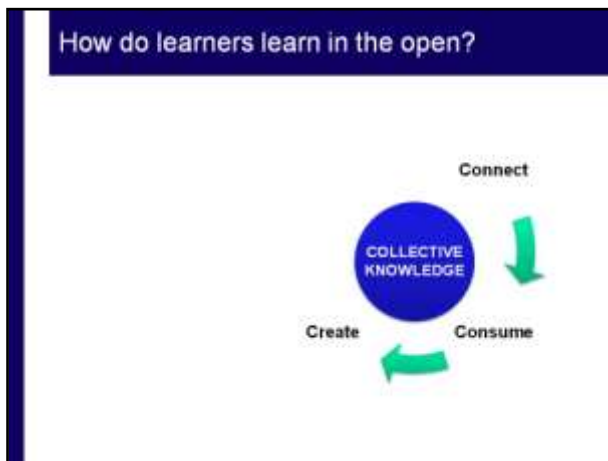 How do learners learn in the open?
Connect
COLLECTIVE
KNOWLEDGE
Create
Consume